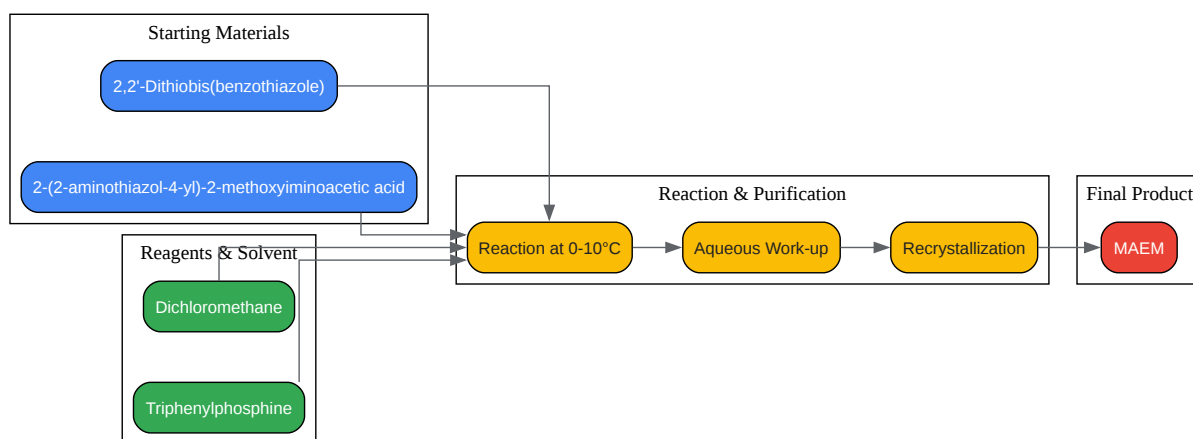 Starting Materials
2,2'-Dithiobis(benzothiazole)
2-(2-aminothiazol-4-yl)-2-methoxyiminoacetic acid
Reagents & Solvent
Dichloromethane
Triphenylphosphine
Reaction & Purification
Reaction at 0-10°C
Aqueous Work-up
Recrystallization
Final Product
MAEM